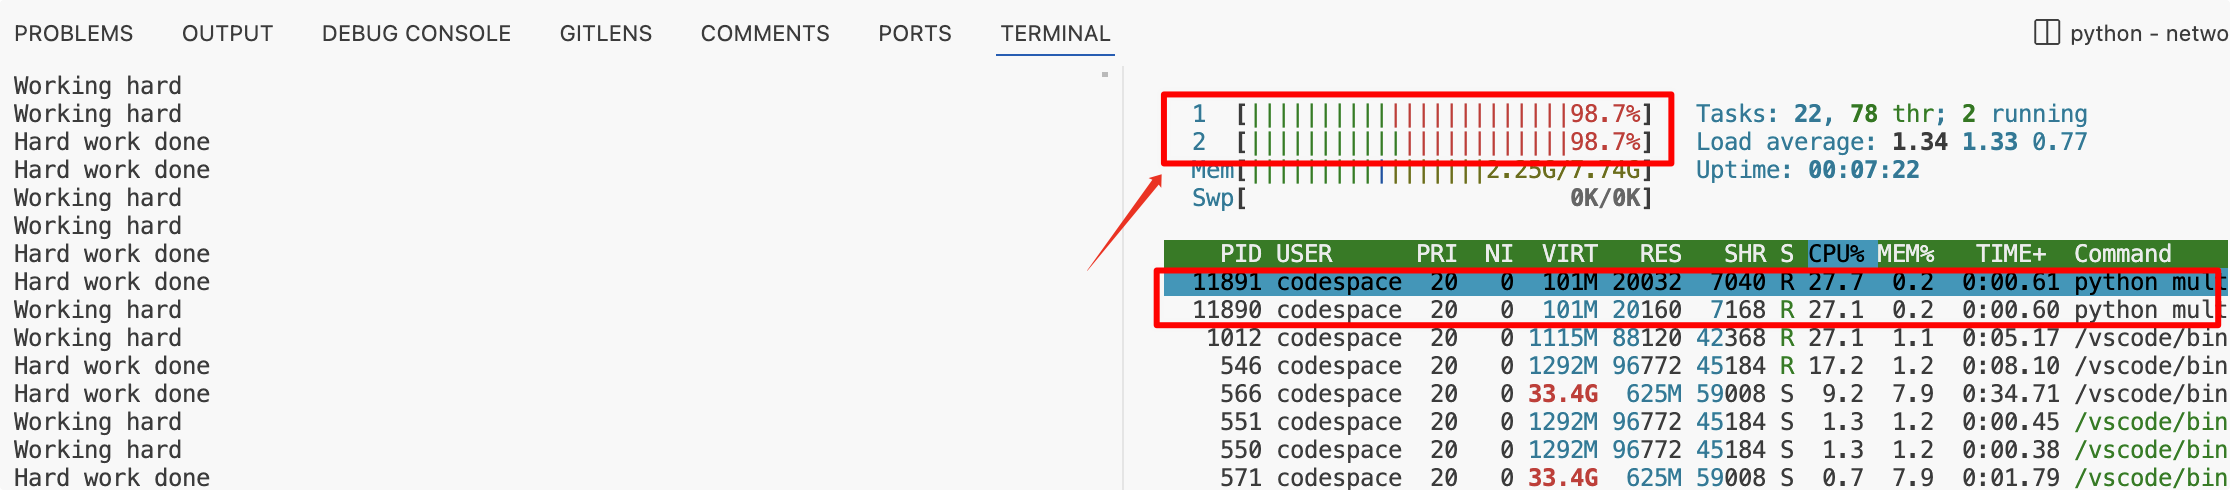 PROBLEMS OUTPUT DEBUG CONSOLE GITLENS COMMENTS PORTS TERMINAL python - netwo
Working hard
Working hard
Hard work done
Hard work done
Working hard
Working hard
Hard work done
Hard work done
Working hard
Working hard
Hard work done
Hard work done
Working hard
Working hard
Hard work done
1 [||||||||||||||||||||||98.7%] Tasks: 22, 78 thr; 2 running
2 [||||||||||||||||||||||98.7%] Load average: 1.34 1.33 0.77
Mem[|||||||||||||||||2.25G/7.74G] Uptime: 00:07:22
Swp[ 0K/0K]
PID USER PRI NI VIRT RES SHR S CPU% MEM% TIME+ Command
11891 codespace 20 0 101M 20032 7040 R 27.7 0.2 0:00.61 python mult
11890 codespace 20 0 101M 20160 7168 R 27.1 0.2 0:00.60 python mult
1012 codespace 20 0 1115M 88120 42368 R 27.1 1.1 0:05.17 /vscode/bin
546 codespace 20 0 1292M 96772 45184 R 17.2 1.2 0:08.10 /vscode/bin
566 codespace 20 0 33.4G 625M 59008 S 9.2 7.9 0:34.71 /vscode/bin
551 codespace 20 0 1292M 96772 45184 S 1.3 1.2 0:00.45 /vscode/bin
550 codespace 20 0 1292M 96772 45184 S 1.3 1.2 0:00.38 /vscode/bin
571 codespace 20 0 33.4G 625M 59008 S 0.7 7.9 0:01.79 /vscode/bin